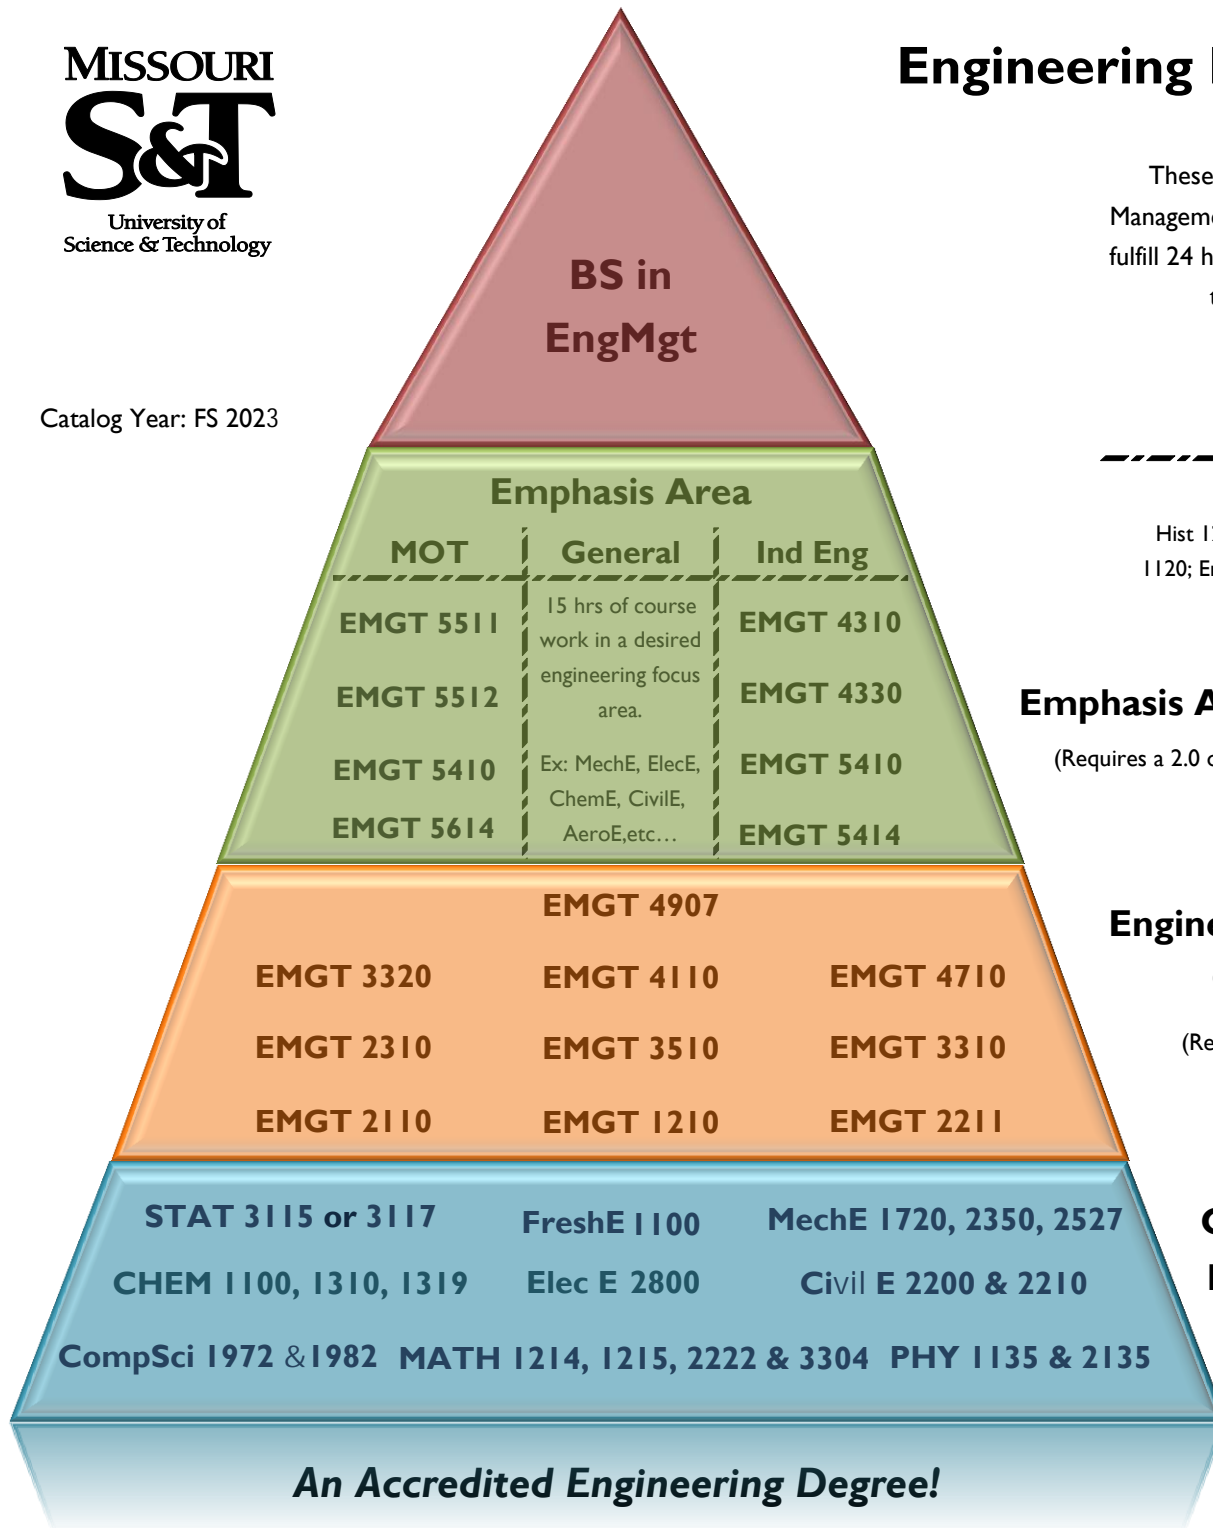 MISSOURI
S&T
University of
Science & Technology
Engineering
These
Managem
fulfill 24 h
BS in
EngMgt
Catalog Year: FS 2023
Emphasis Area
MOT General Ind Eng
Hist 1
1120; E
EMGT 5511
EMGT 5512
EMGT 5410
EMGT 5614
15 hrs of course
work in a desired
engineering focus
area.
Ex: MechE, ElecE,
ChemE, CivilE,
AeroE,etc…
EMGT 4310
EMGT 4330
EMGT 5410
EMGT 5414
Emphasis A
(Requires a 2.0
EMGT 4907
Engine
EMGT 3320 EMGT 4110 EMGT 4710
EMGT 2310 EMGT 3510 EMGT 3310
(Re
EMGT 2110 EMGT 1210 EMGT 2211
STAT 3115 or 3117 FreshE 1100 MechE 1720, 2350, 2527
CHEM 1100, 1310, 1319 Elec E 2800 Civil E 2200 & 2210
CompSci 1972 &1982 MATH 1214, 1215, 2222 & 3304 PHY 1135 & 2135
An Accredited Engineering Degree!